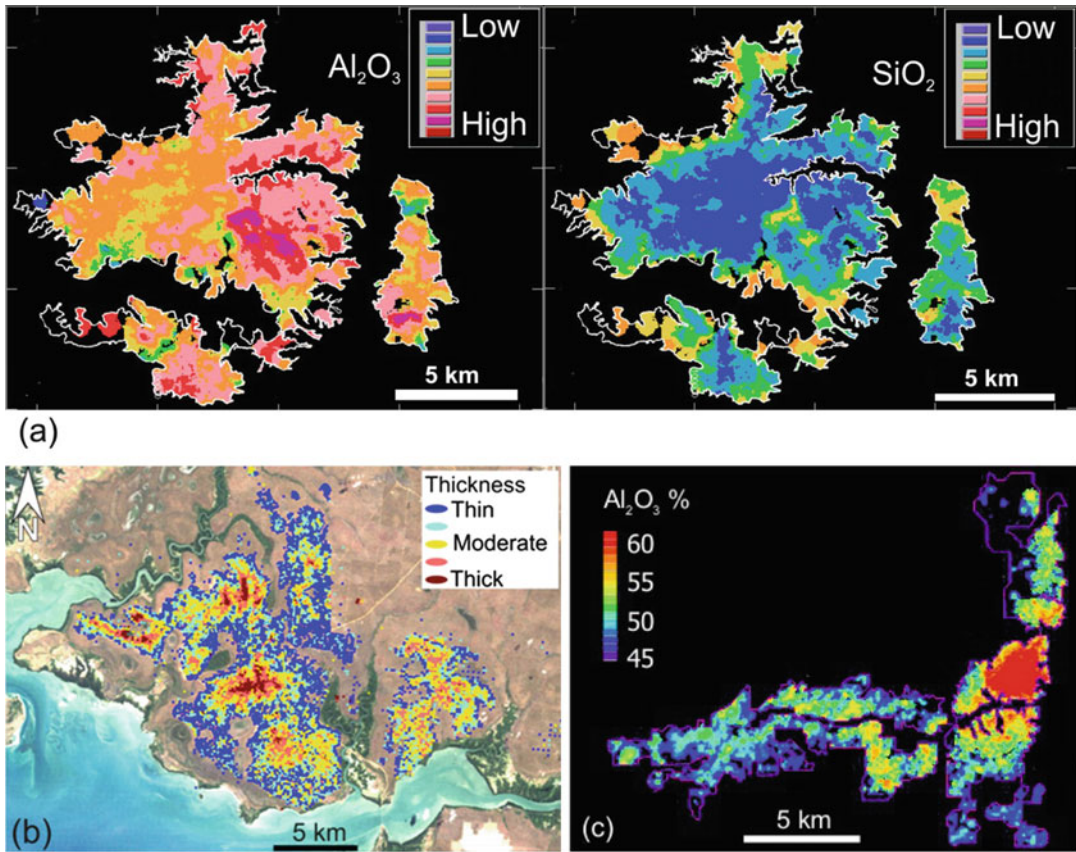 Al₂O₃
Low
High
5 km
SiO₂
Low
High
5 km
(a)
N
Thickness
Thin
Moderate
Thick
(b)
5 km
Al₂O₃ %
60
55
50
45
(c)
5 km